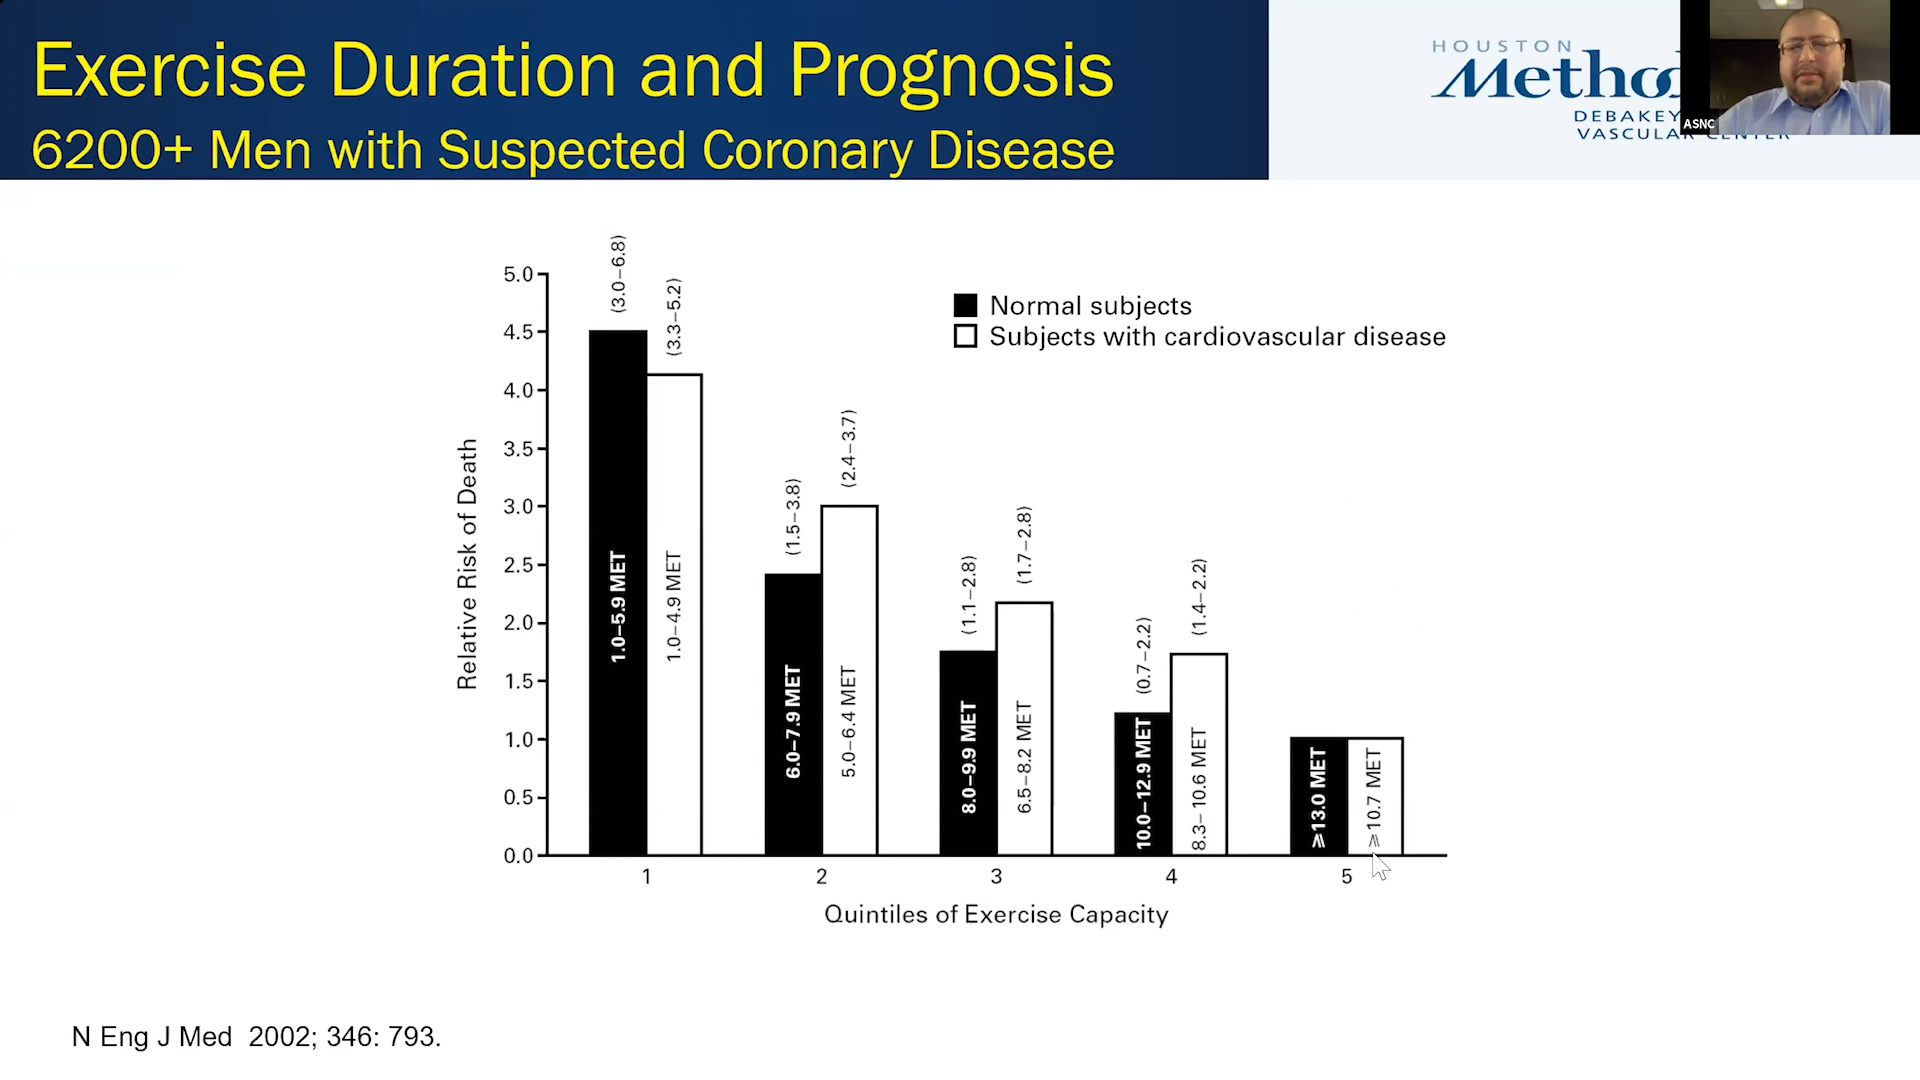 Exercise Duration and Prognosis
6200+ Men with Suspected Coronary Disease
HOUSTON
DEBAKEY
VASCULAR CENTER
ASNC
Normal subjects
Subjects with cardiovascular disease
Relative Risk of Death
5.0
4.5
4.0
3.5
3.0
2.5
2.0
1.5
1.0
0.5
0.0
(3.0–6.8)
1.0–5.9 MET
(3.3–5.2)
1.0–4.9 MET
(1.5–3.8)
6.0–7.9 MET
(2.4–3.7)
5.0–6.4 MET
(1.1–2.8)
8.0–9.9 MET
(1.7–2.8)
6.5–8.2 MET
(0.7–2.2)
10.0–12.9 MET
(1.4–2.2)
8.3–10.6 MET
⩾13.0 MET
⩾10.7 MET
1 2 3 4 5
Quintiles of Exercise Capacity
N Eng J Med 2002; 346: 793.